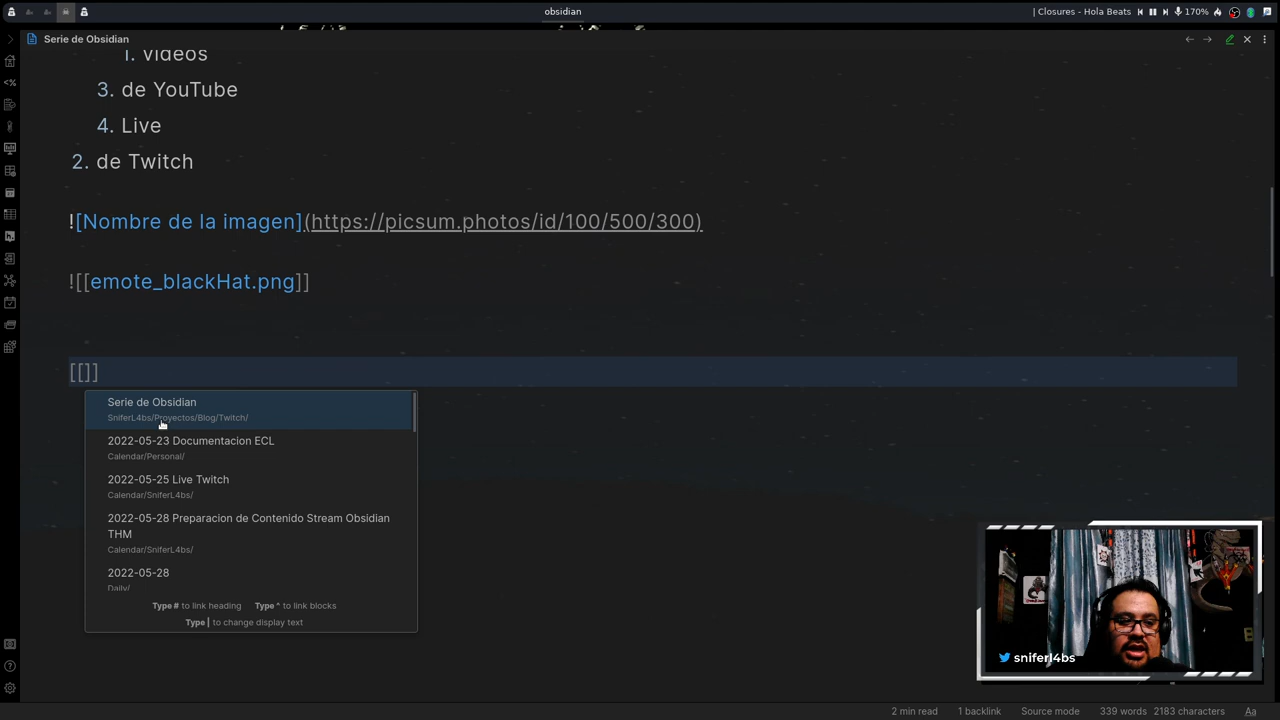 obsidian
| Closures - Hola Beats
170%
Serie de Obsidian
1. videos
3. de YouTube
4. Live
2. de Twitch
![Nombre de la imagen](https://picsum.photos/id/100/500/300)
![[emote_blackHat.png]]
[[]]
Serie de Obsidian
SniferL4bs/Proyectos/Blog/Twitch/
2022-05-23 Documentacion ECL
Calendar/Personal/
2022-05-25 Live Twitch
Calendar/SniferL4bs/
2022-05-28 Preparacion de Contenido Stream Obsidian
THM
Calendar/SniferL4bs/
2022-05-28
Daily/
Type # to link heading Type ^ to link blocks
Type | to change display text
sniferl4bs
2 min read 1 backlink Source mode 339 words 2183 characters Aa